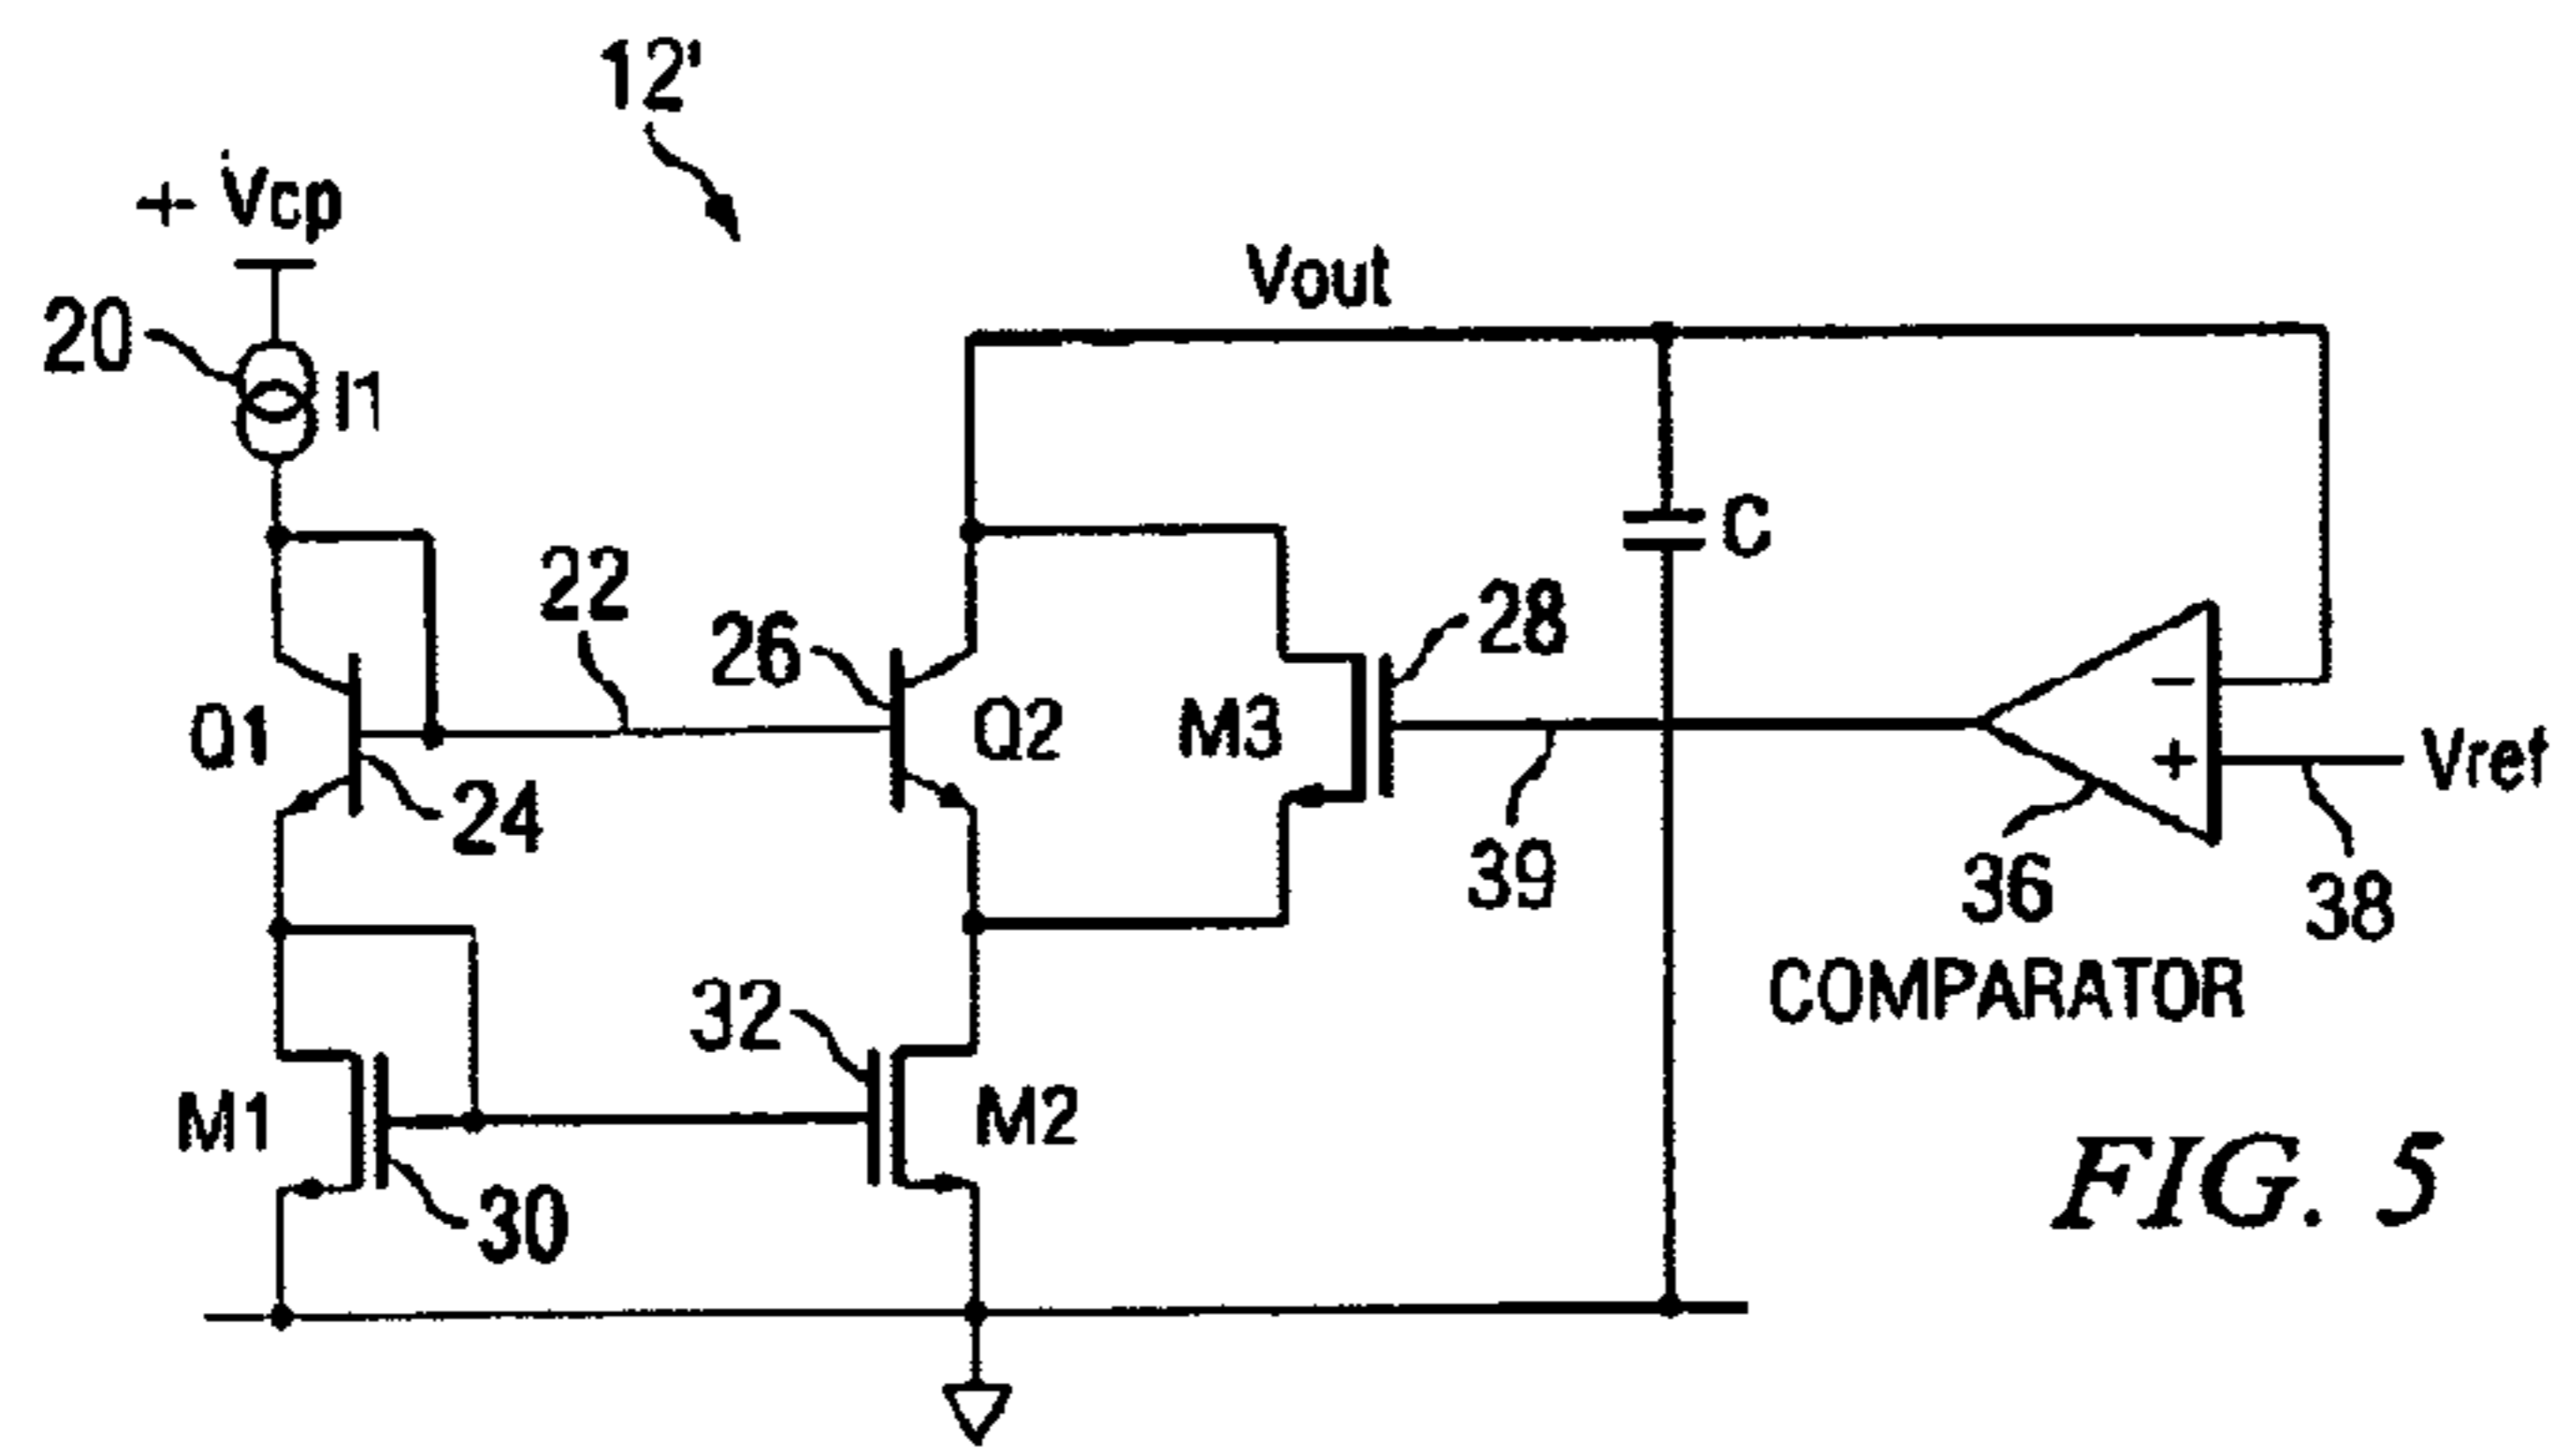 12'
+ Vcp
20
I1
Vout
22
26
28
C
Q1
Q2
M3
24
39
−
+
Vref
36
38
COMPARATOR
32
M1
M2
30
FIG. 5